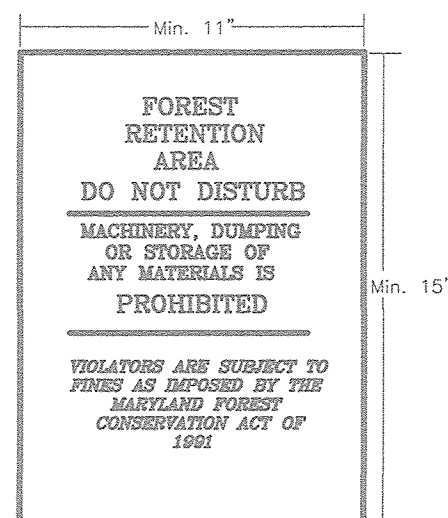 Min. 11"
FOREST
RETENTION
AREA
DO NOT DISTURB
MACHINERY, DUMPING
OR STORAGE OF
ANY MATERIALS IS
PROHIBITED
Min. 15"
VIOLATORS ARE SUBJECT TO
FINES AS IMPOSED BY THE
MARYLAND FOREST
CONSERVATION ACT OF
1991